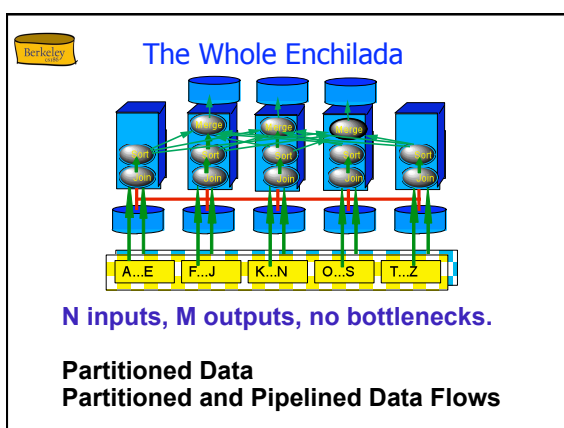 Berkeley
The Whole Enchilada
Merge Merge Merge
Sort Sort Sort Sort Sort
Join Join Join Join Join
A...E F...J K...N O...S T...Z
N inputs, M outputs, no bottlenecks.
Partitioned Data
Partitioned and Pipelined Data Flows